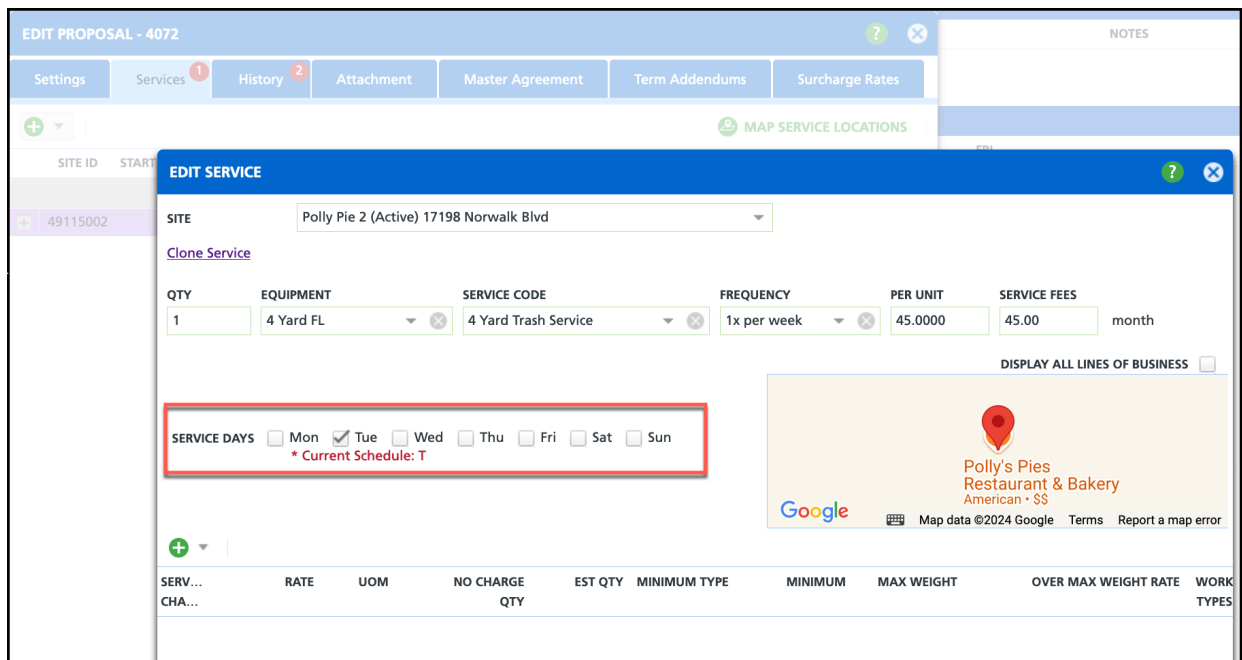 EDIT PROPOSAL - 4072
?
NOTES
Settings
Services
1
History
2
Attachment
Master Agreement
Term Addendums
Surcharge Rates
MAP SERVICE LOCATIONS
FRI
SITE ID
START
49115002
EDIT SERVICE
?
SITE
Polly Pie 2 (Active) 17198 Norwalk Blvd
Clone Service
QTY
EQUIPMENT
SERVICE CODE
FREQUENCY
PER UNIT
SERVICE FEES
1
4 Yard FL
4 Yard Trash Service
1x per week
45.0000
45.00
month
DISPLAY ALL LINES OF BUSINESS
SERVICE DAYS
Mon
Tue
Wed
Thu
Fri
Sat
Sun
* Current Schedule: T
Polly's Pies
Restaurant & Bakery
American • $$
Google
Map data ©2024 Google
Terms
Report a map error
SERV...
CHA...
RATE
UOM
NO CHARGE
QTY
EST QTY
MINIMUM TYPE
MINIMUM
MAX WEIGHT
OVER MAX WEIGHT RATE
WORK
TYPES